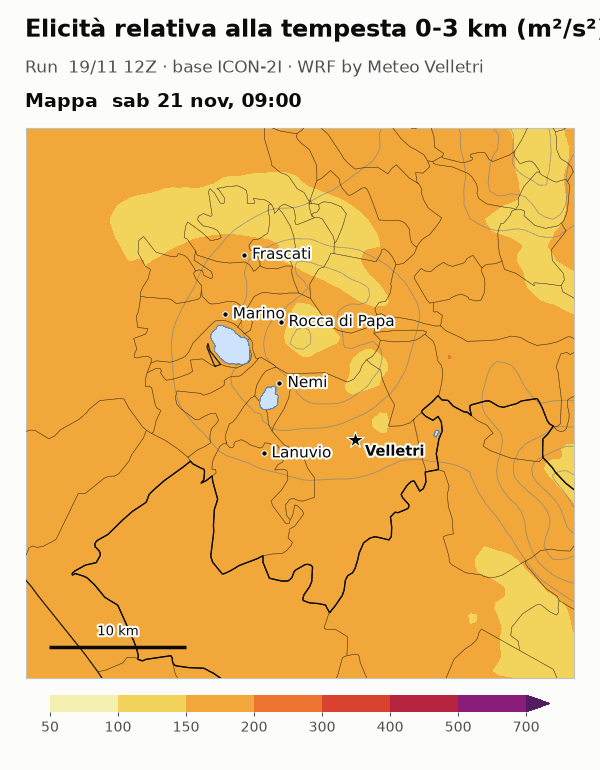 Elicità relativa alla tempesta 0-3 km (m²/s²)
Run 19/11 12Z · base ICON-2I · WRF by Meteo Velletri
Mappa sab 21 nov, 09:00
Frascati
Marino
Rocca di Papa
Nemi
Velletri
Lanuvio
10 km
50 100 150 200 300 400 500 700